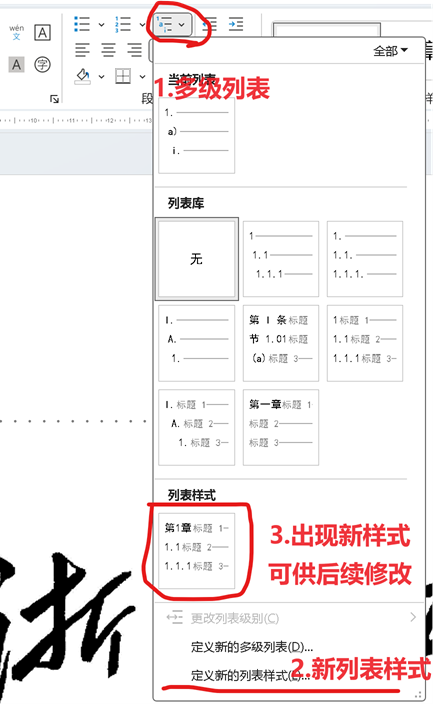 wén
文
A
A
字
全部
段
1.多级列表
当前列表
1.
a)
i.
列表库
无
1
1.1
1.1.1
1.
1.1.
1.1.1.
I.
A.
1.
第 I 条标题
节 1.01标题
(a)标题 3
1标题 1
1.1标题 2
1.1.1标题 3
I.标题 1
A.标题 2
1.标题 3
第一章标题 1
标题 2
标题 3
列表样式
第1章标题 1
1.1标题 2
1.1.1标题 3
3.出现新样式
可供后续修改
更改列表级别(C)
定义新的多级列表(D)...
2.新列表样式
定义新的列表样式(L)...